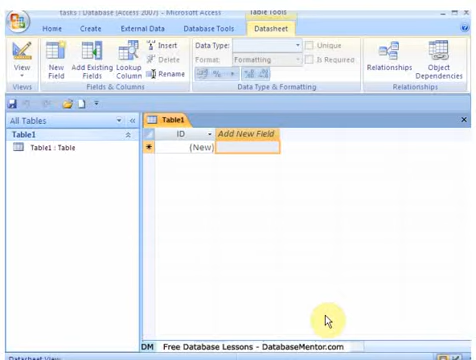 tasks : Database (Access 2007) - Microsoft Access
Table Tools
Home Create External Data Database Tools Datasheet
View
New Field
Add Existing Fields
Lookup Column
Insert
Delete
Rename
Data Type:
Format: Formatting
Unique
Is Required
Relationships
Object Dependencies
Views Fields & Columns Data Type & Formatting Relationships
All Tables
Table1
Table1 : Table
Table1
ID Add New Field
(New)
DM Free Database Lessons - DatabaseMentor.com
Datasheet View